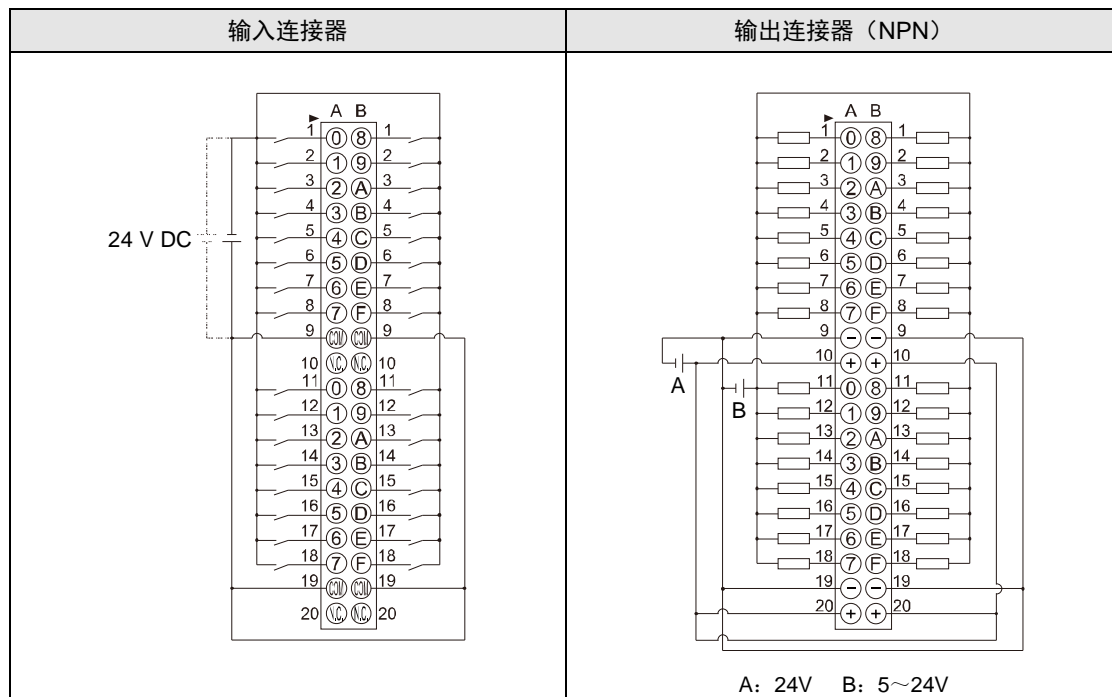 输入连接器
输出连接器（NPN）
A B
1 0 8 1
2 1 9 2
3 2 A 3
4 3 B 4
5 4 C 5
6 5 D 6
7 6 E 7
8 7 F 8
9 COM COM 9
10 N.C. N.C. 10
11 0 8 11
12 1 9 12
13 2 A 13
14 3 B 14
15 4 C 15
16 5 D 16
17 6 E 17
18 7 F 18
19 COM COM 19
20 N.C. N.C. 20
24 V DC
A B
1 0 8 1
2 1 9 2
3 2 A 3
4 3 B 4
5 4 C 5
6 5 D 6
7 6 E 7
8 7 F 8
9 − − 9
10 + + 10
11 0 8 11
12 1 9 12
13 2 A 13
14 3 B 14
15 4 C 15
16 5 D 16
17 6 E 17
18 7 F 18
19 − − 19
20 + + 20
A
B
A：24V B：5～24V